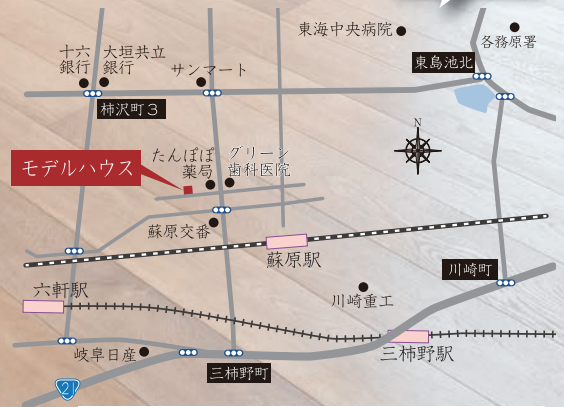 東海中央病院
各務原署
十六
銀行
大垣共立
銀行
サンマート
東島池北
柿沢町3
N
たんぽぽ
薬局
グリーン
歯科医院
モデルハウス
蘇原交番
蘇原駅
川崎町
六軒駅
川崎重工
三柿野駅
岐阜日産
三柿野町
21